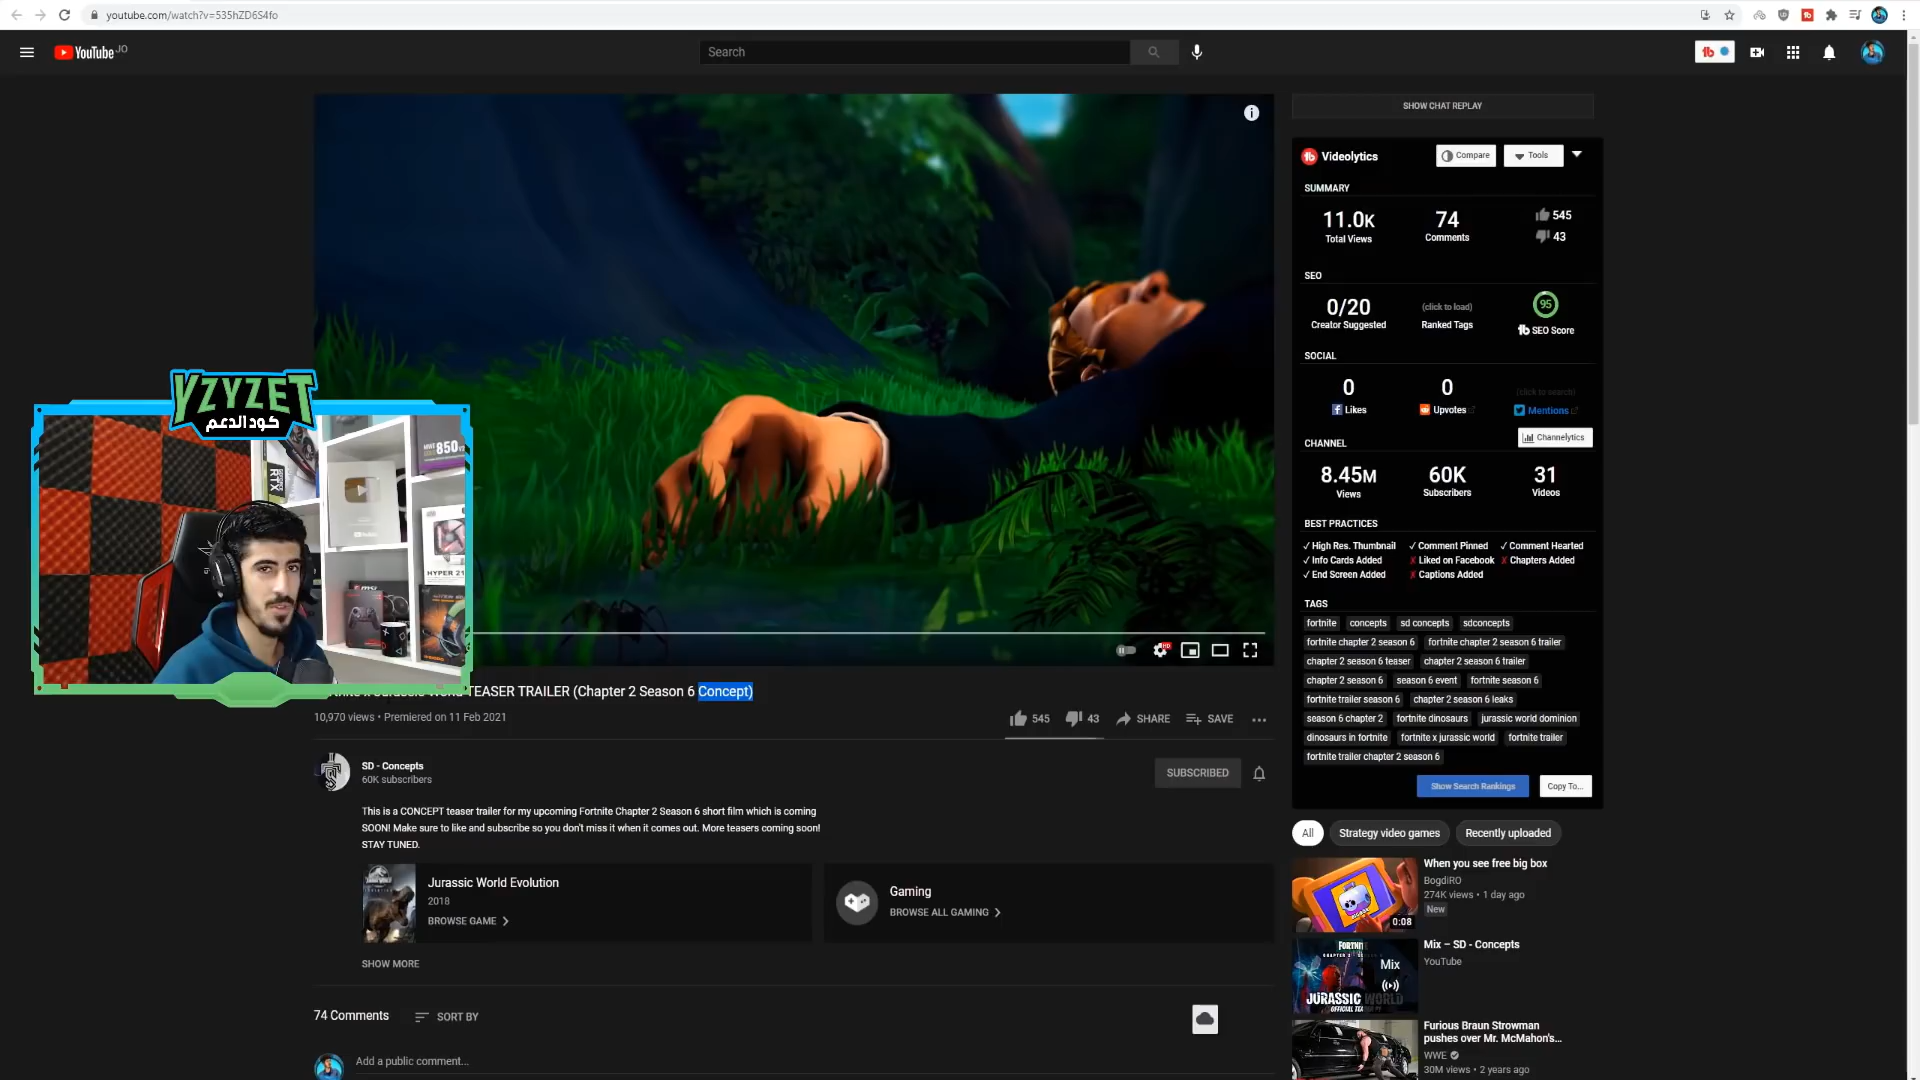 youtube.com/watch?v=535hZD6S4fo
YouTube JO
Search
SHOW CHAT REPLAY
Videolytics
Compare
Tools
SUMMARY
11.0K
Total Views
74
Comments
545
43
SEO
0/20
Creator Suggested
(click to load)
Ranked Tags
95
SEO Score
SOCIAL
0
Likes
0
Upvotes
(click to search)
Mentions
CHANNEL
Channelytics
8.45M
Views
60K
Subscribers
31
Videos
BEST PRACTICES
High Res. Thumbnail
Comment Pinned
Comment Hearted
Info Cards Added
Liked on Facebook
Chapters Added
End Screen Added
Captions Added
TAGS
fortnite
concepts
sd concepts
sdconcepts
fortnite chapter 2 season 6
fortnite chapter 2 season 6 trailer
chapter 2 season 6 teaser
chapter 2 season 6 trailer
chapter 2 season 6
season 6 event
fortnite season 6
fortnite trailer season 6
chapter 2 season 6 leaks
season 6 chapter 2
fortnite dinosaurs
jurassic world dominion
dinosaurs in fortnite
fortnite x jurassic world
fortnite trailer
fortnite trailer chapter 2 season 6
Show Search Rankings
Copy To...
YZYZET
كود الدعم
RTX
MWE 850
HYPER 21
TEASER TRAILER (Chapter 2 Season 6 Concept)
10,970 views • Premiered on 11 Feb 2021
545
43
SHARE
SAVE
SD - Concepts
60K subscribers
SUBSCRIBED
This is a CONCEPT teaser trailer for my upcoming Fortnite Chapter 2 Season 6 short film which is coming
SOON! Make sure to like and subscribe so you don't miss it when it comes out. More teasers coming soon!
STAY TUNED.
Jurassic World Evolution
2018
BROWSE GAME
Gaming
BROWSE ALL GAMING
SHOW MORE
74 Comments
SORT BY
Add a public comment...
All
Strategy video games
Recently uploaded
When you see free big box
BogdiRO
274K views • 1 day ago
New
0:08
Mix – SD - Concepts
YouTube
FORTNITE
Mix
JURASSIC WORLD
Furious Braun Strowman
pushes over Mr. McMahon's...
WWE
30M views • 2 years ago